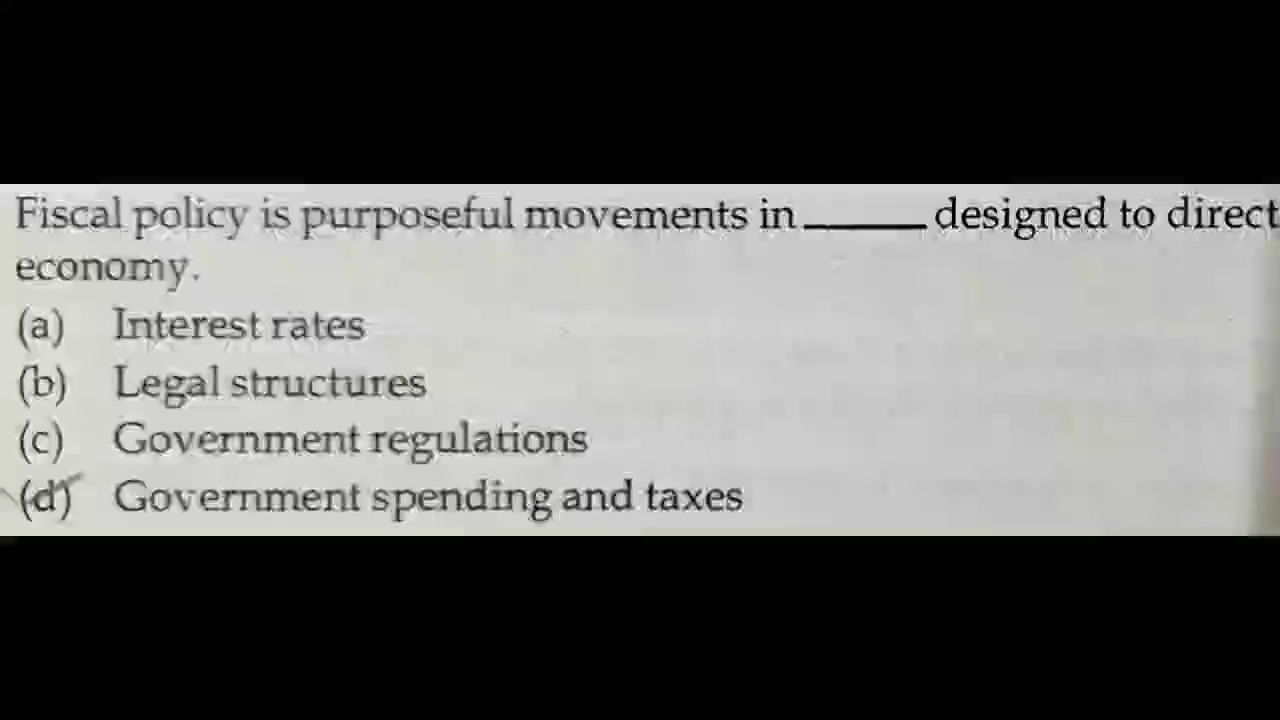 Fiscal policy is purposeful movements in ______ designed to direct
economy.
(a) Interest rates
(b) Legal structures
(c) Government regulations
(d) Government spending and taxes